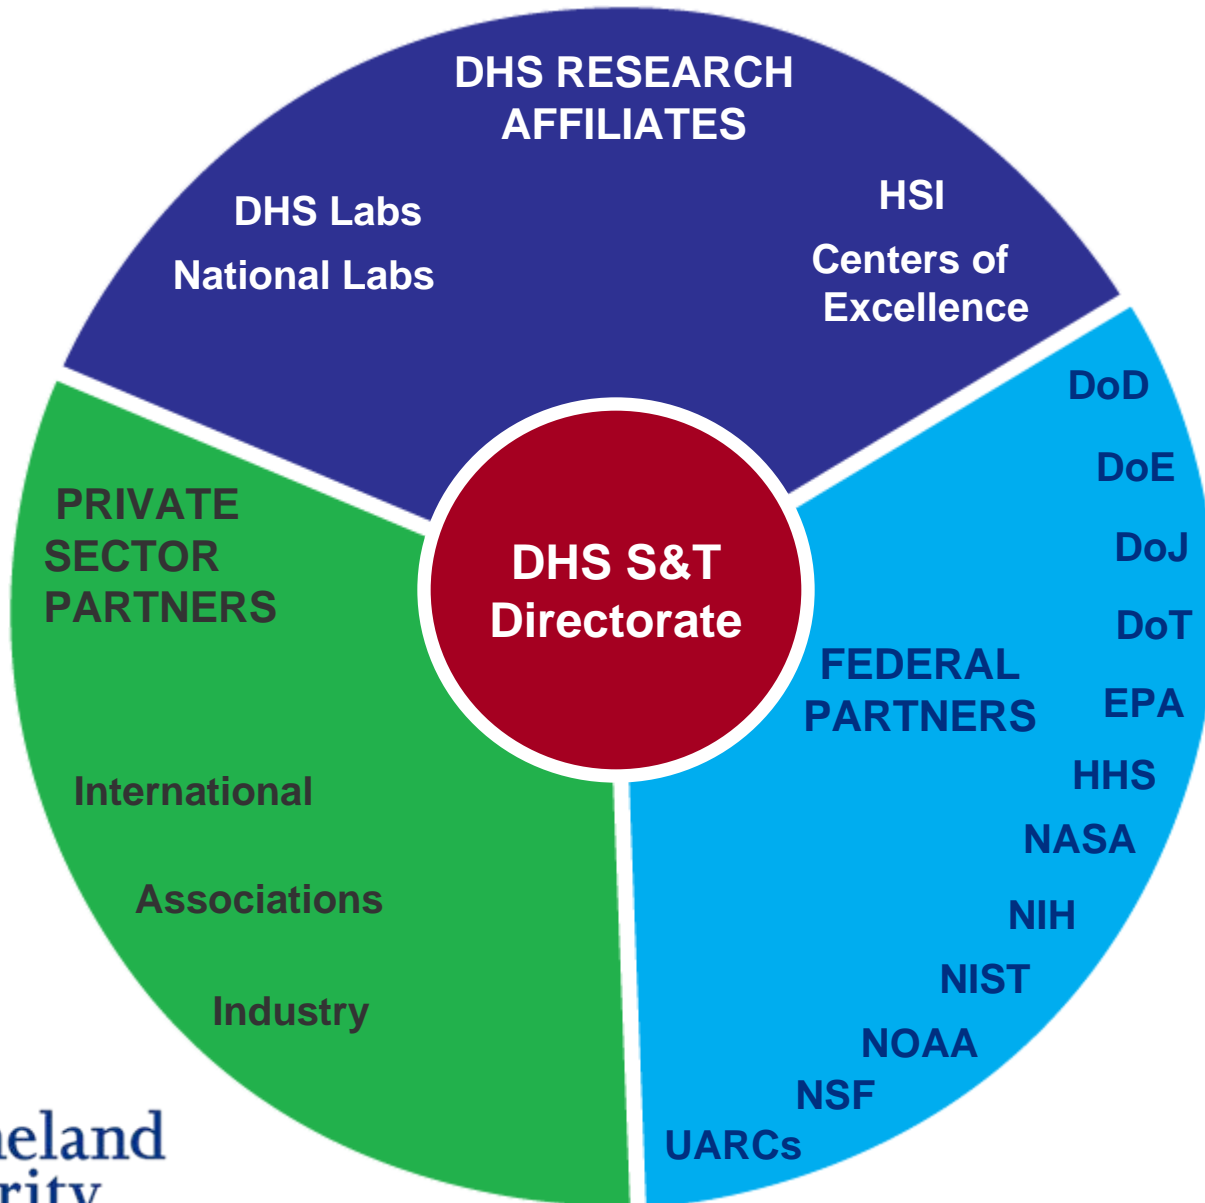 DHS RESEARCH
AFFILIATES
DHS Labs
National Labs
HSI
Centers of
Excellence
PRIVATE
SECTOR
PARTNERS
International
Associations
Industry
DHS S&T
Directorate
FEDERAL
PARTNERS
DoD
DoE
DoJ
DoT
EPA
HHS
NASA
NIH
NIST
NOAA
NSF
UARCs